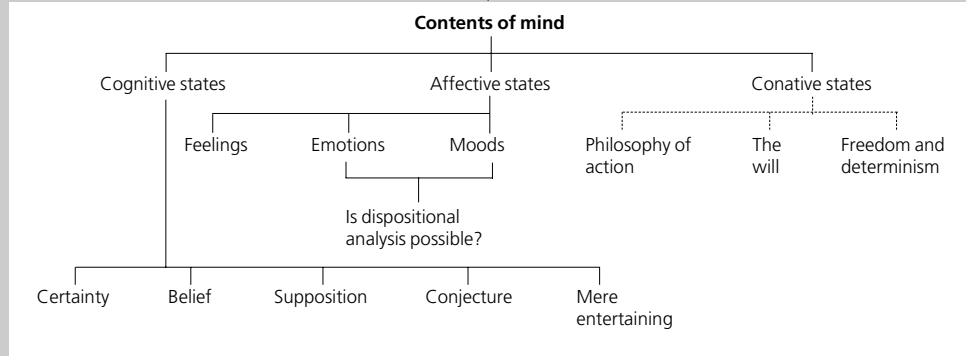 Contents of mind
Cognitive states
Affective states
Conative states
Feelings
Emotions
Moods
Philosophy of
action
The
will
Freedom and
determinism
Is dispositional
analysis possible?
Certainty
Belief
Supposition
Conjecture
Mere
entertaining